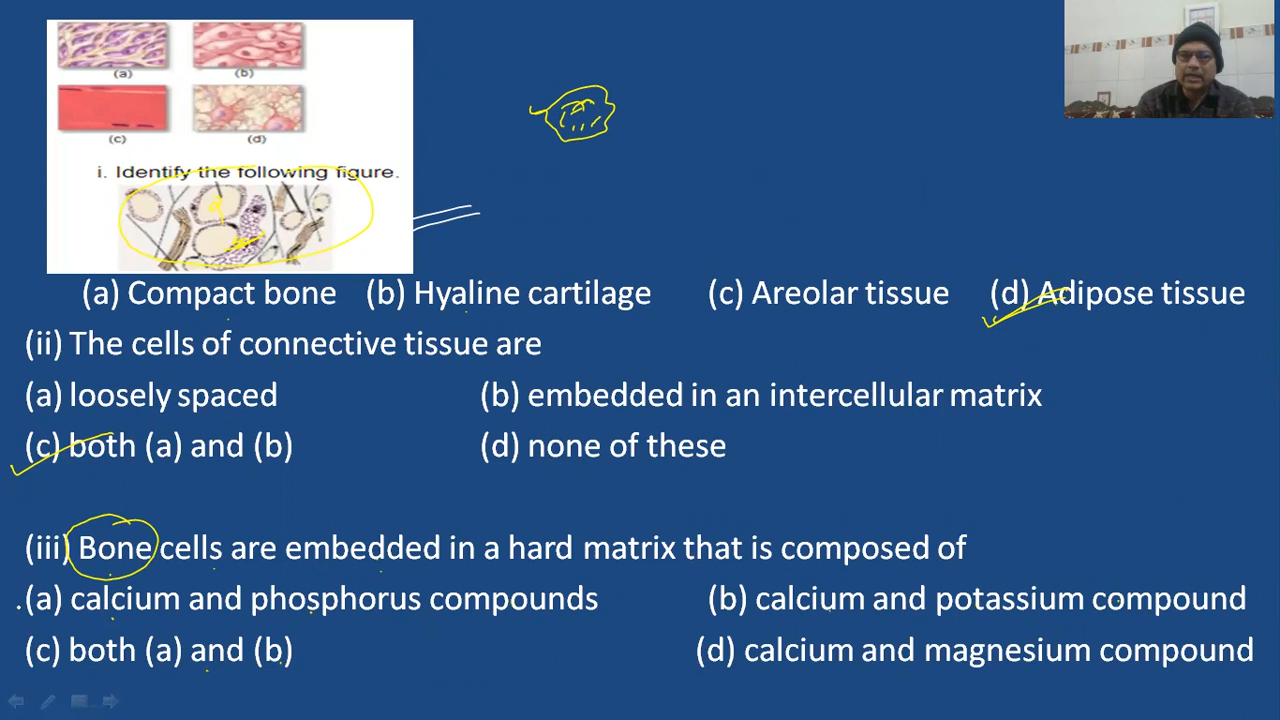 (a) (b)
(c) (d)
i. Identify the following figure.
(a) Compact bone (b) Hyaline cartilage (c) Areolar tissue (d) Adipose tissue
(ii) The cells of connective tissue are
(a) loosely spaced (b) embedded in an intercellular matrix
(c) both (a) and (b) (d) none of these
(iii) Bone cells are embedded in a hard matrix that is composed of
(a) calcium and phosphorus compounds (b) calcium and potassium compound
(c) both (a) and (b) (d) calcium and magnesium compound